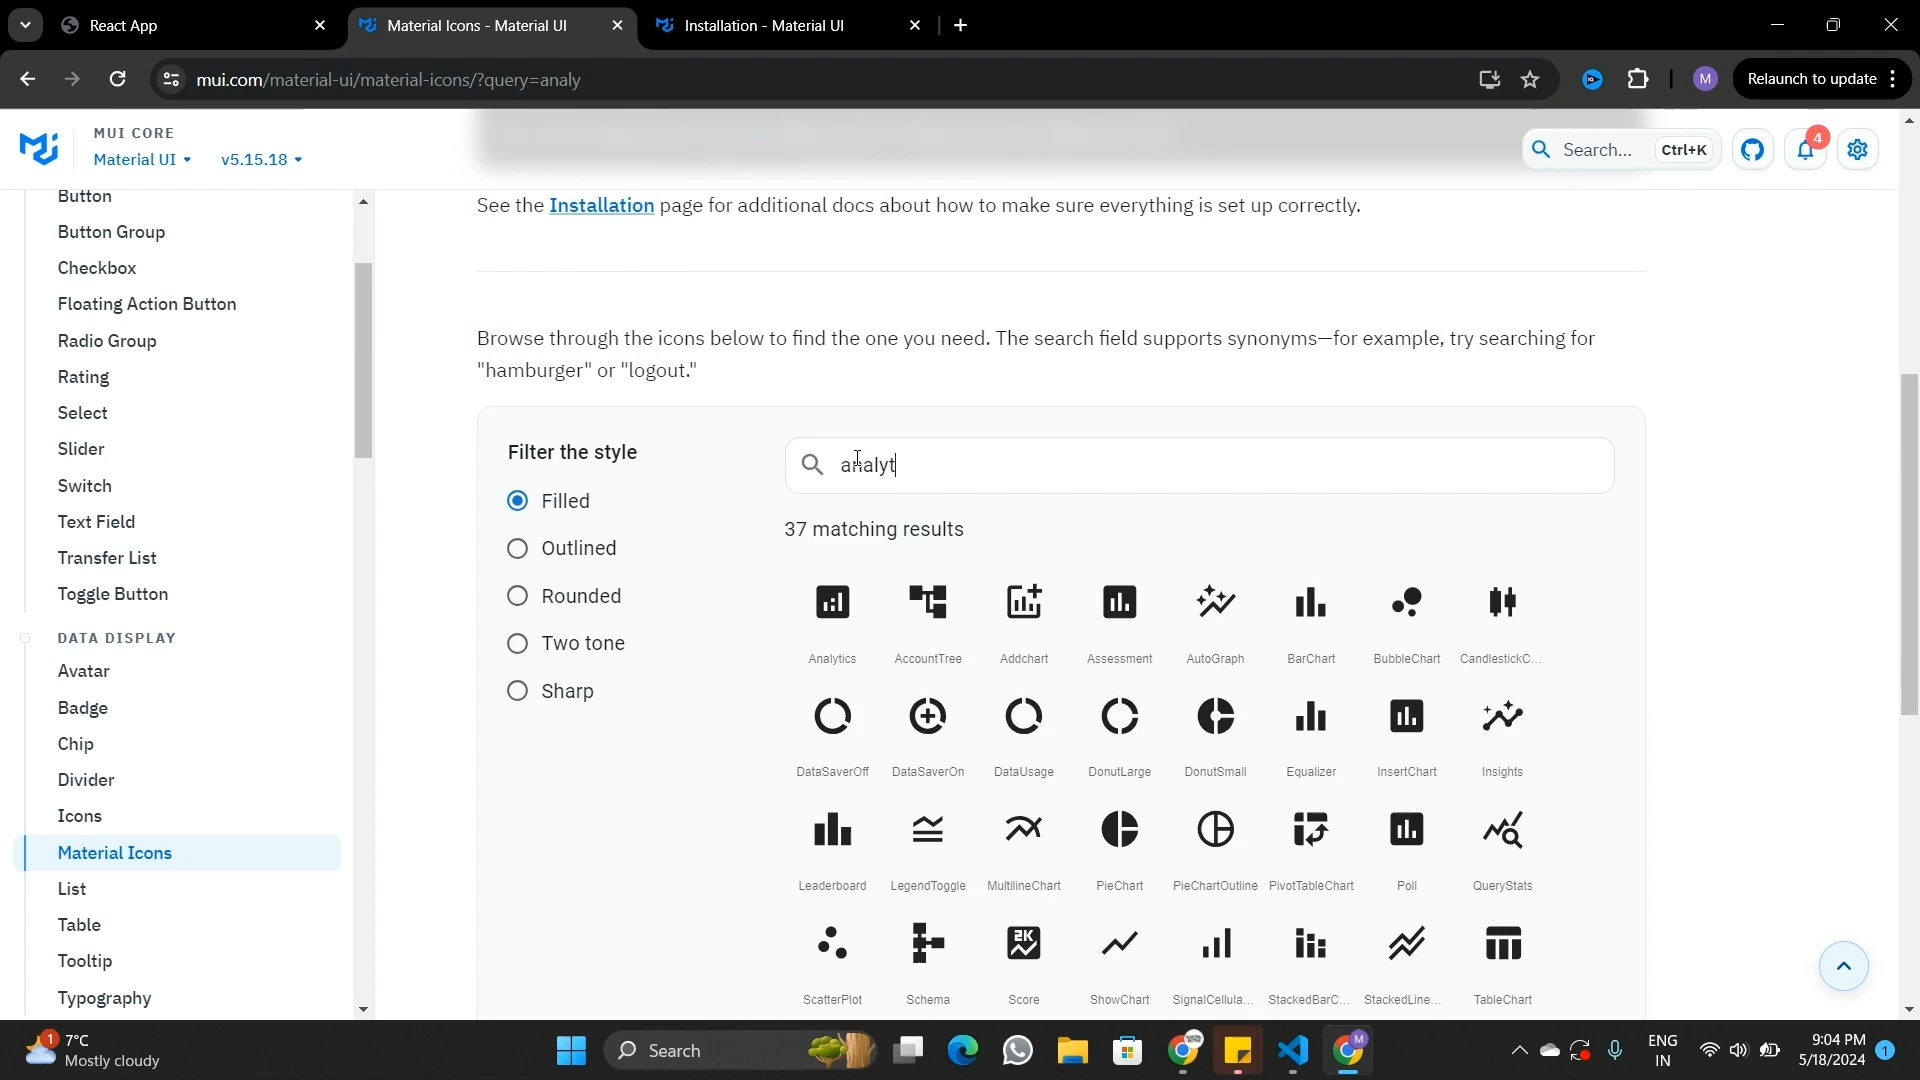 React App
Material Icons - Material UI
Installation - Material UI
mui.com/material-ui/material-icons/?query=analy
M
Relaunch to update
MUI CORE
Material UI
v5.15.18
Search...
Ctrl+K
4
Button
Button Group
Checkbox
Floating Action Button
Radio Group
Rating
Select
Slider
Switch
Text Field
Transfer List
Toggle Button
DATA DISPLAY
Avatar
Badge
Chip
Divider
Icons
Material Icons
List
Table
Tooltip
Typography
See the Installation page for additional docs about how to make sure everything is set up correctly.
Browse through the icons below to find the one you need. The search field supports synonyms—for example, try searching for
"hamburger" or "logout."
Filter the style
Filled
Outlined
Rounded
Two tone
Sharp
analyt
37 matching results
Analytics AccountTree Addchart Assessment AutoGraph BarChart BubbleChart CandlestickC...
DataSaverOff DataSaverOn DataUsage DonutLarge DonutSmall Equalizer InsertChart Insights
Leaderboard LegendToggle MultilineChart PieChart PieChartOutline PivotTableChart Poll QueryStats
2K
ScatterPlot Schema Score ShowChart SignalCellula... StackedBarC... StackedLine... TableChart
1
7°C
Mostly cloudy
Search
M
ENG
IN
9:04 PM
5/18/2024
1